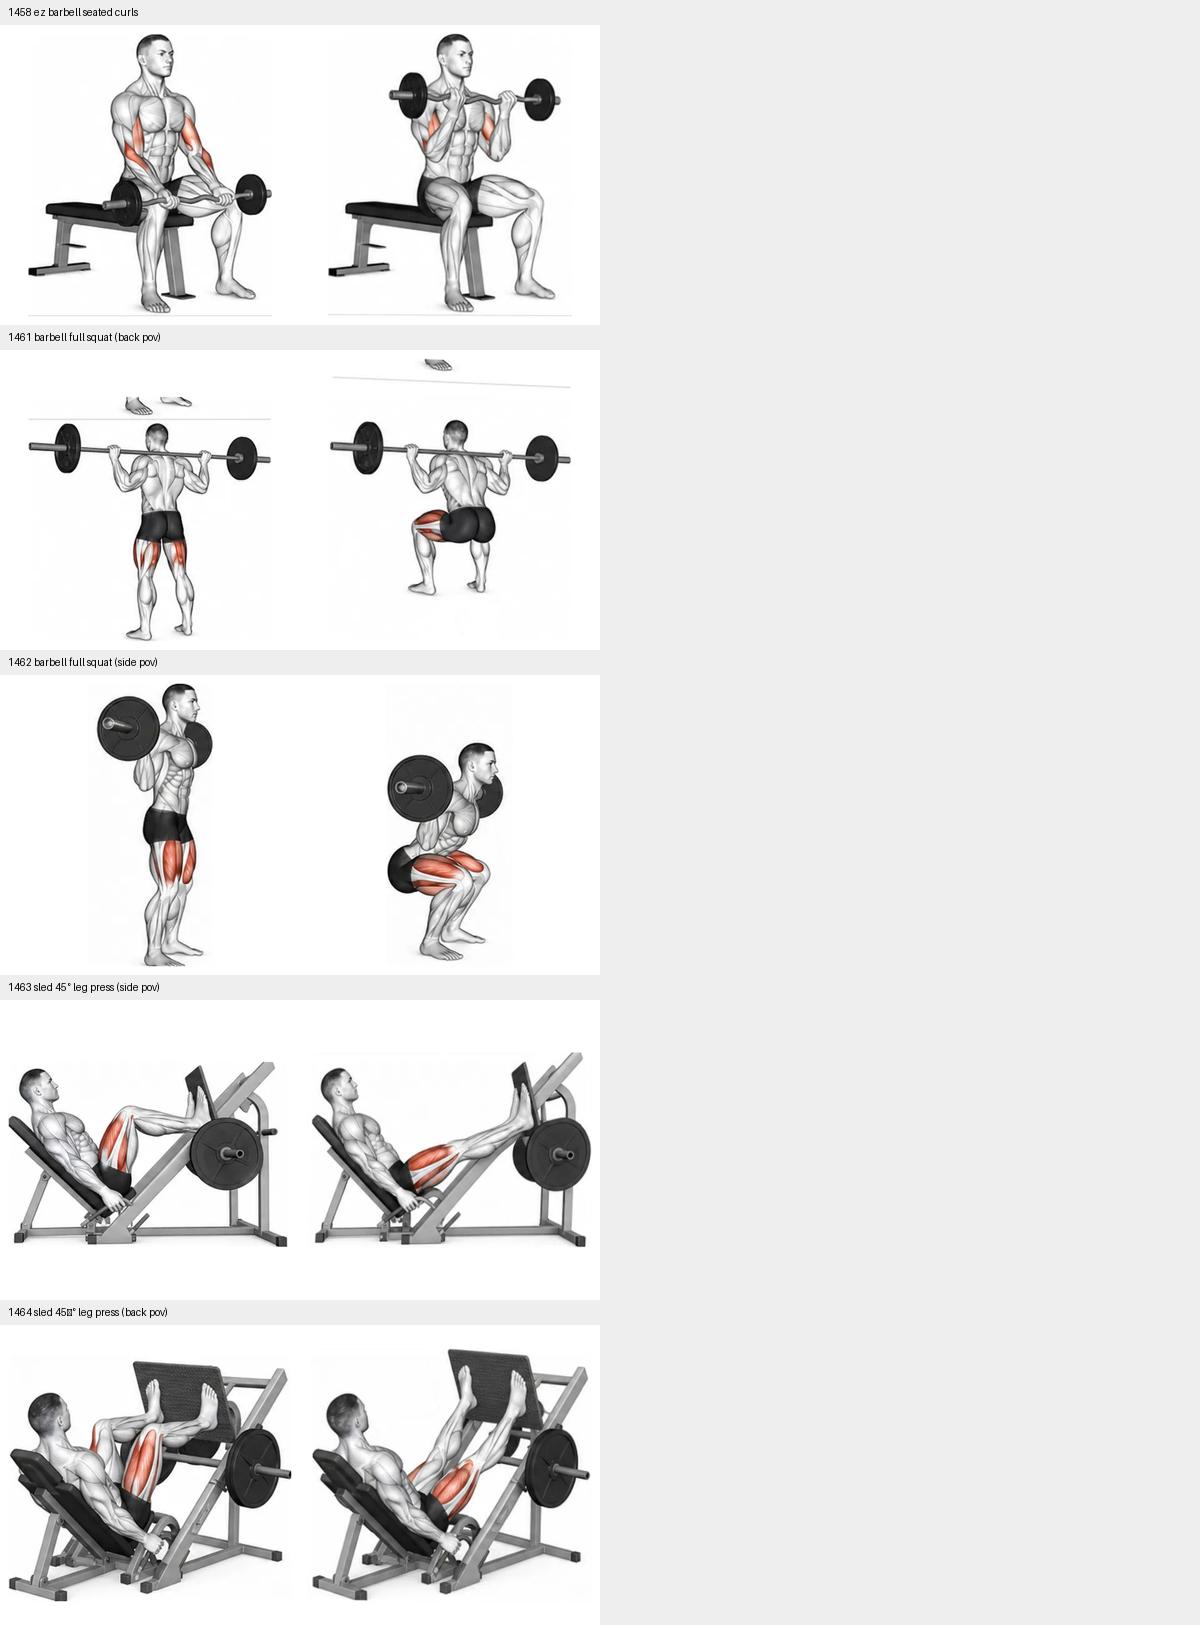 1458 ez barbell seated curls
1461 barbell full squat (back pov)
1462 barbell full squat (side pov)
1463 sled 45° leg press (side pov)
1464 sled 45▯° leg press (back pov)